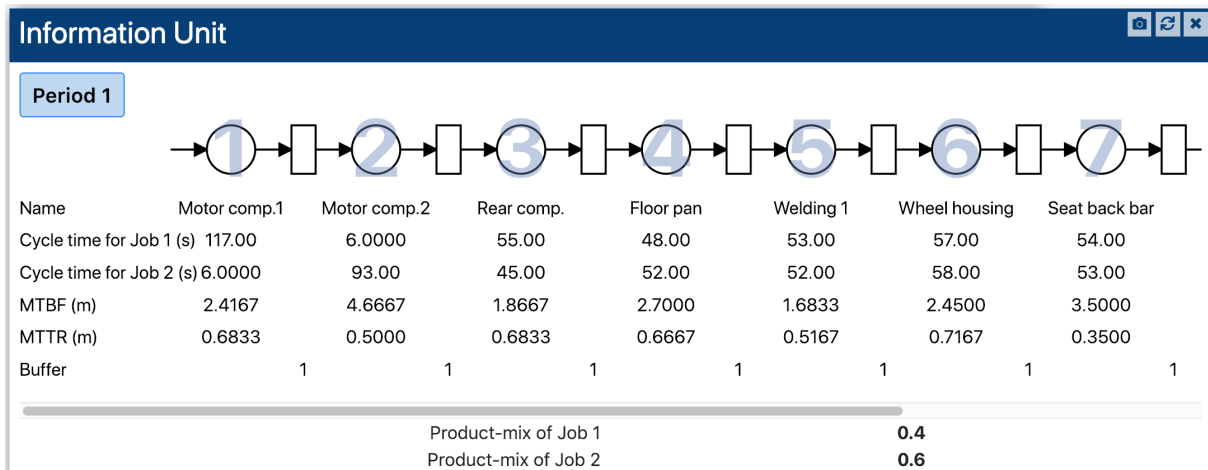 Information Unit
Period 1
1 2 3 4 5 6 7
Name Motor comp.1 Motor comp.2 Rear comp. Floor pan Welding 1 Wheel housing Seat back bar
Cycle time for Job 1 (s) 117.00 6.0000 55.00 48.00 53.00 57.00 54.00
Cycle time for Job 2 (s) 6.0000 93.00 45.00 52.00 52.00 58.00 53.00
MTBF (m) 2.4167 4.6667 1.8667 2.7000 1.6833 2.4500 3.5000
MTTR (m) 0.6833 0.5000 0.6833 0.6667 0.5167 0.7167 0.3500
Buffer 1 1 1 1 1 1 1
Product-mix of Job 1 0.4
Product-mix of Job 2 0.6